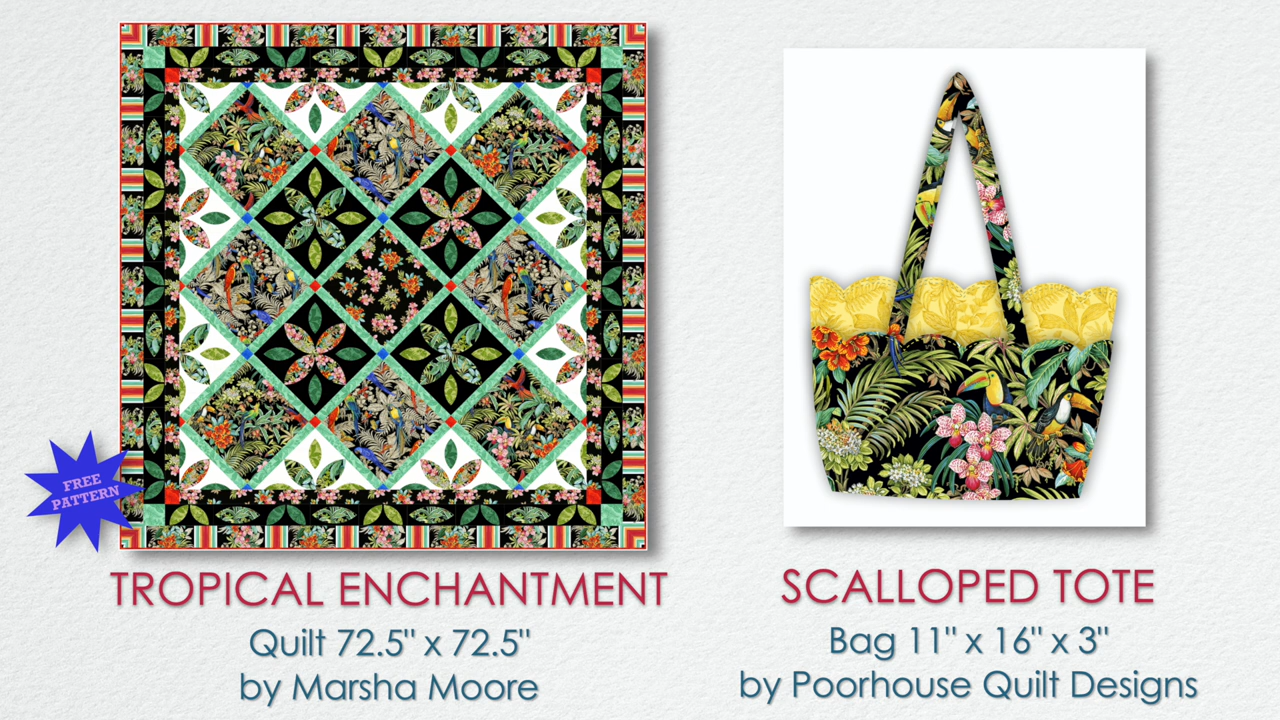 FREE
PATTERN
TROPICAL ENCHANTMENT
Quilt 72.5" x 72.5"
by Marsha Moore
SCALLOPED TOTE
Bag 11" x 16" x 3"
by Poorhouse Quilt Designs